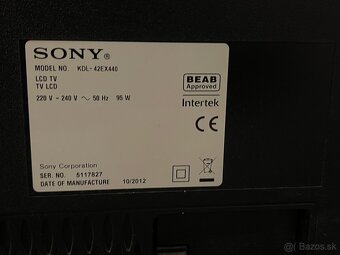 SONY®
MODEL NO. KDL-42EX440
LCD TV
TV LCD
220 V - 240 V ~ 50 Hz 95 W
BEAB
Approved
Intertek
CE
Sony Corporation
SER. NO. 5117827
DATE OF MANUFACTURE 10/2012
Bazos.sk